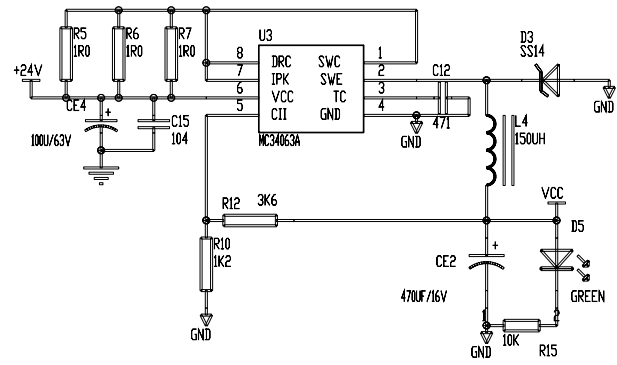 U3
R5
1R0
R6
1R0
R7
1R0
+24V
8 DRC SWC 1
7 IPK SWE 2
6 VCC TC 3
5 CII GND 4
MC34063A
C12
471
D3
SS14
GND
CE4
+
100U/63V
C15
104
GND
L4
150UH
R12
3K6
VCC
R10
1K2
D5
CE2
+
470UF/16V
GREEN
GND
1
2
GND
10K
R15